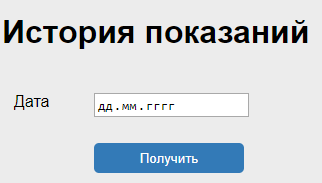 История показаний
Дата
дд.мм.гггг
Получить